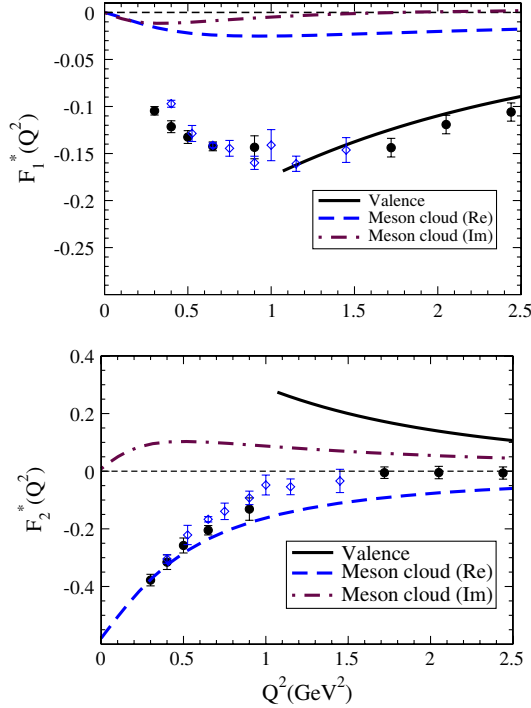 0
-0.05
-0.1
-0.15
-0.2
-0.25
F₁*(Q²)
Valence
Meson cloud (Re)
Meson cloud (Im)
0 0.5 1 1.5 2 2.5
0.4
0.2
0
-0.2
-0.4
F₂*(Q²)
Valence
Meson cloud (Re)
Meson cloud (Im)
0 0.5 1 1.5 2 2.5
Q²(GeV²)